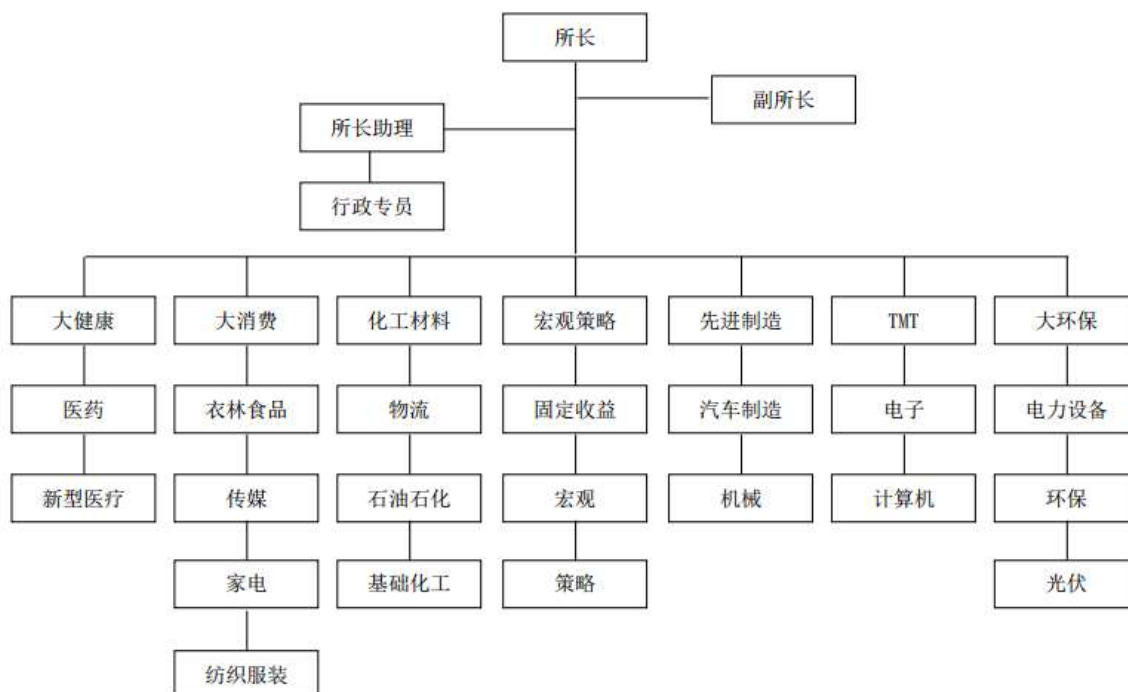 所长
副所长
所长助理
行政专员
大健康
大消费
化工材料
宏观策略
先进制造
TMT
大环保
医药
衣林食品
物流
固定收益
汽车制造
电子
电力设备
新型医疗
传媒
石油石化
宏观
机械
计算机
环保
家电
基础化工
策略
光伏
纺织服装